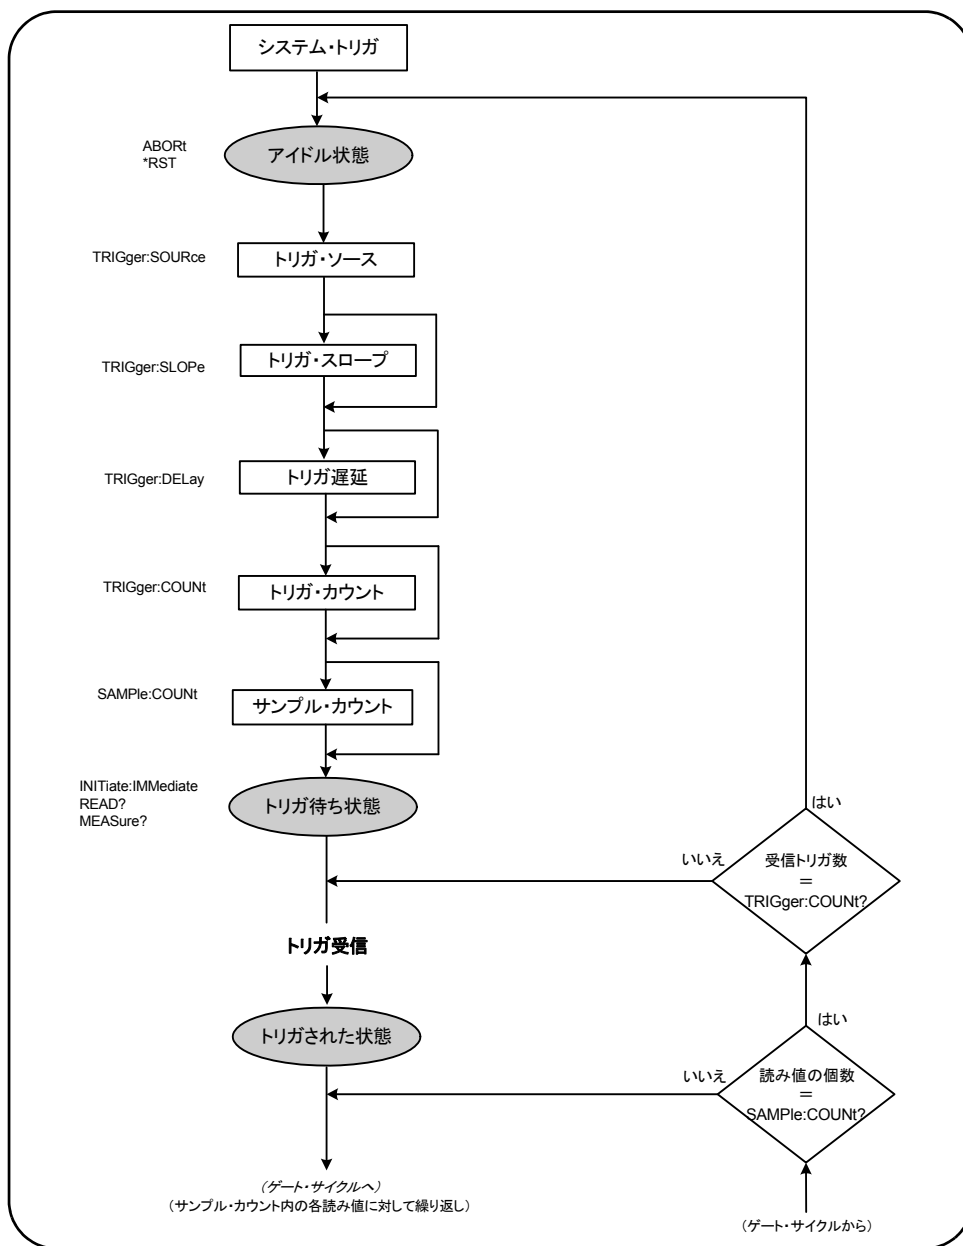 システム・トリガ
ABORt
*RST
アイドル状態
TRIGger:SOURce
トリガ・ソース
TRIGger:SLOPe
トリガ・スロープ
TRIGger:DELay
トリガ遅延
TRIGger:COUNt
トリガ・カウント
SAMPle:COUNt
サンプル・カウント
INITiate:IMMediate
READ?
MEASure?
トリガ待ち状態
はい
いいえ
受信トリガ数
=
TRIGger:COUNt?
トリガ受信
トリガされた状態
はい
いいえ
読み値の個数
=
SAMPle:COUNt?
(ゲート・サイクルへ)
(サンプル・カウント内の各読み値に対して繰り返し)
(ゲート・サイクルから)